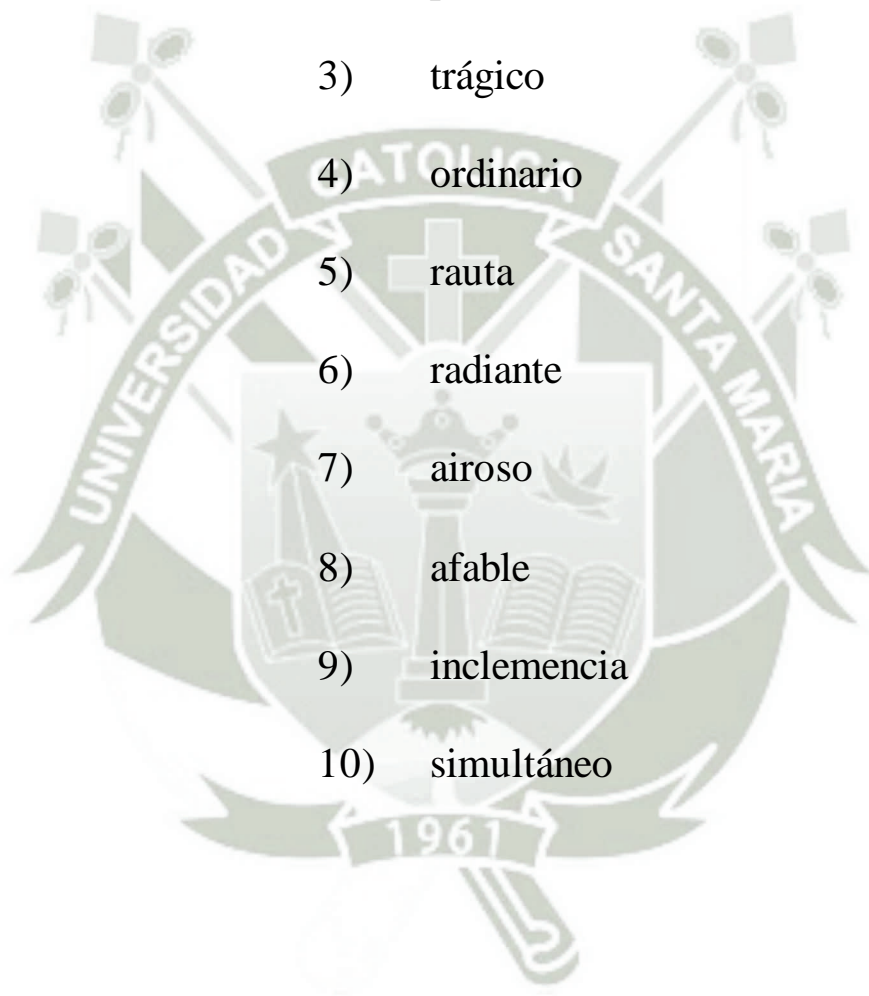 3) trágico
CATOLICA
4) ordinario
UNIVERSIDAD
SANTA MARIA
5) rauta
6) radiante
7) airoso
8) afable
9) inclemencia
10) simultáneo
1961